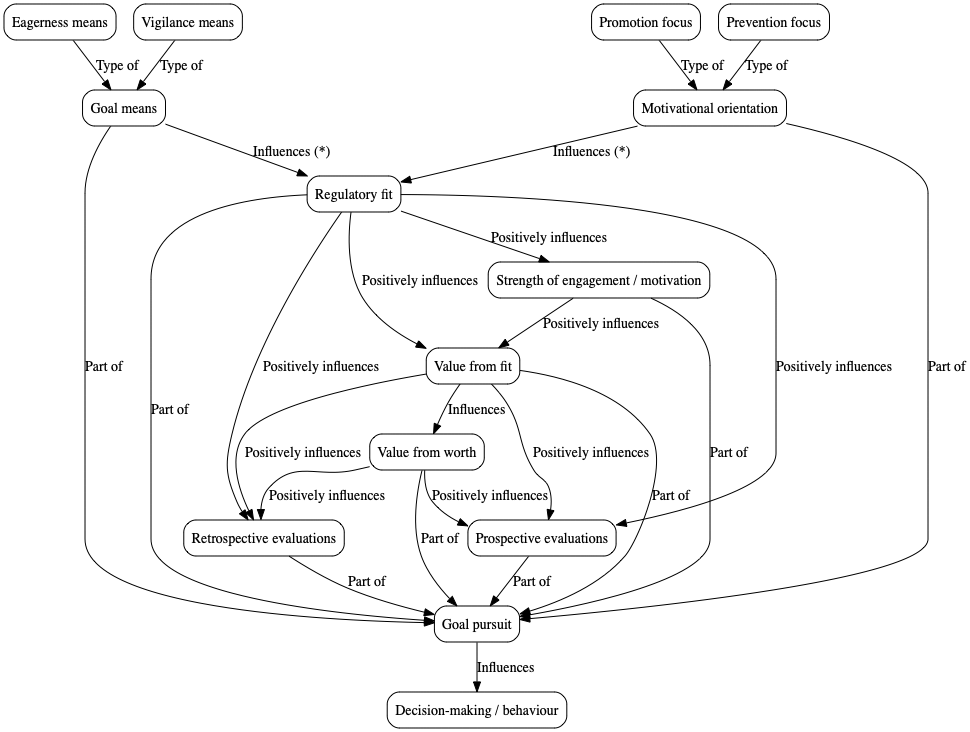 Eagerness means
Vigilance means
Promotion focus
Prevention focus
Type of
Type of
Type of
Type of
Goal means
Motivational orientation
Influences (*)
Influences (*)
Regulatory fit
Positively influences
Positively influences
Strength of engagement / motivation
Positively influences
Part of
Positively influences
Value from fit
Positively influences
Part of
Part of
Influences
Positively influences
Value from worth
Positively influences
Part of
Positively influences
Positively influences
Part of
Retrospective evaluations
Part of
Prospective evaluations
Part of
Part of
Goal pursuit
Influences
Decision-making / behaviour